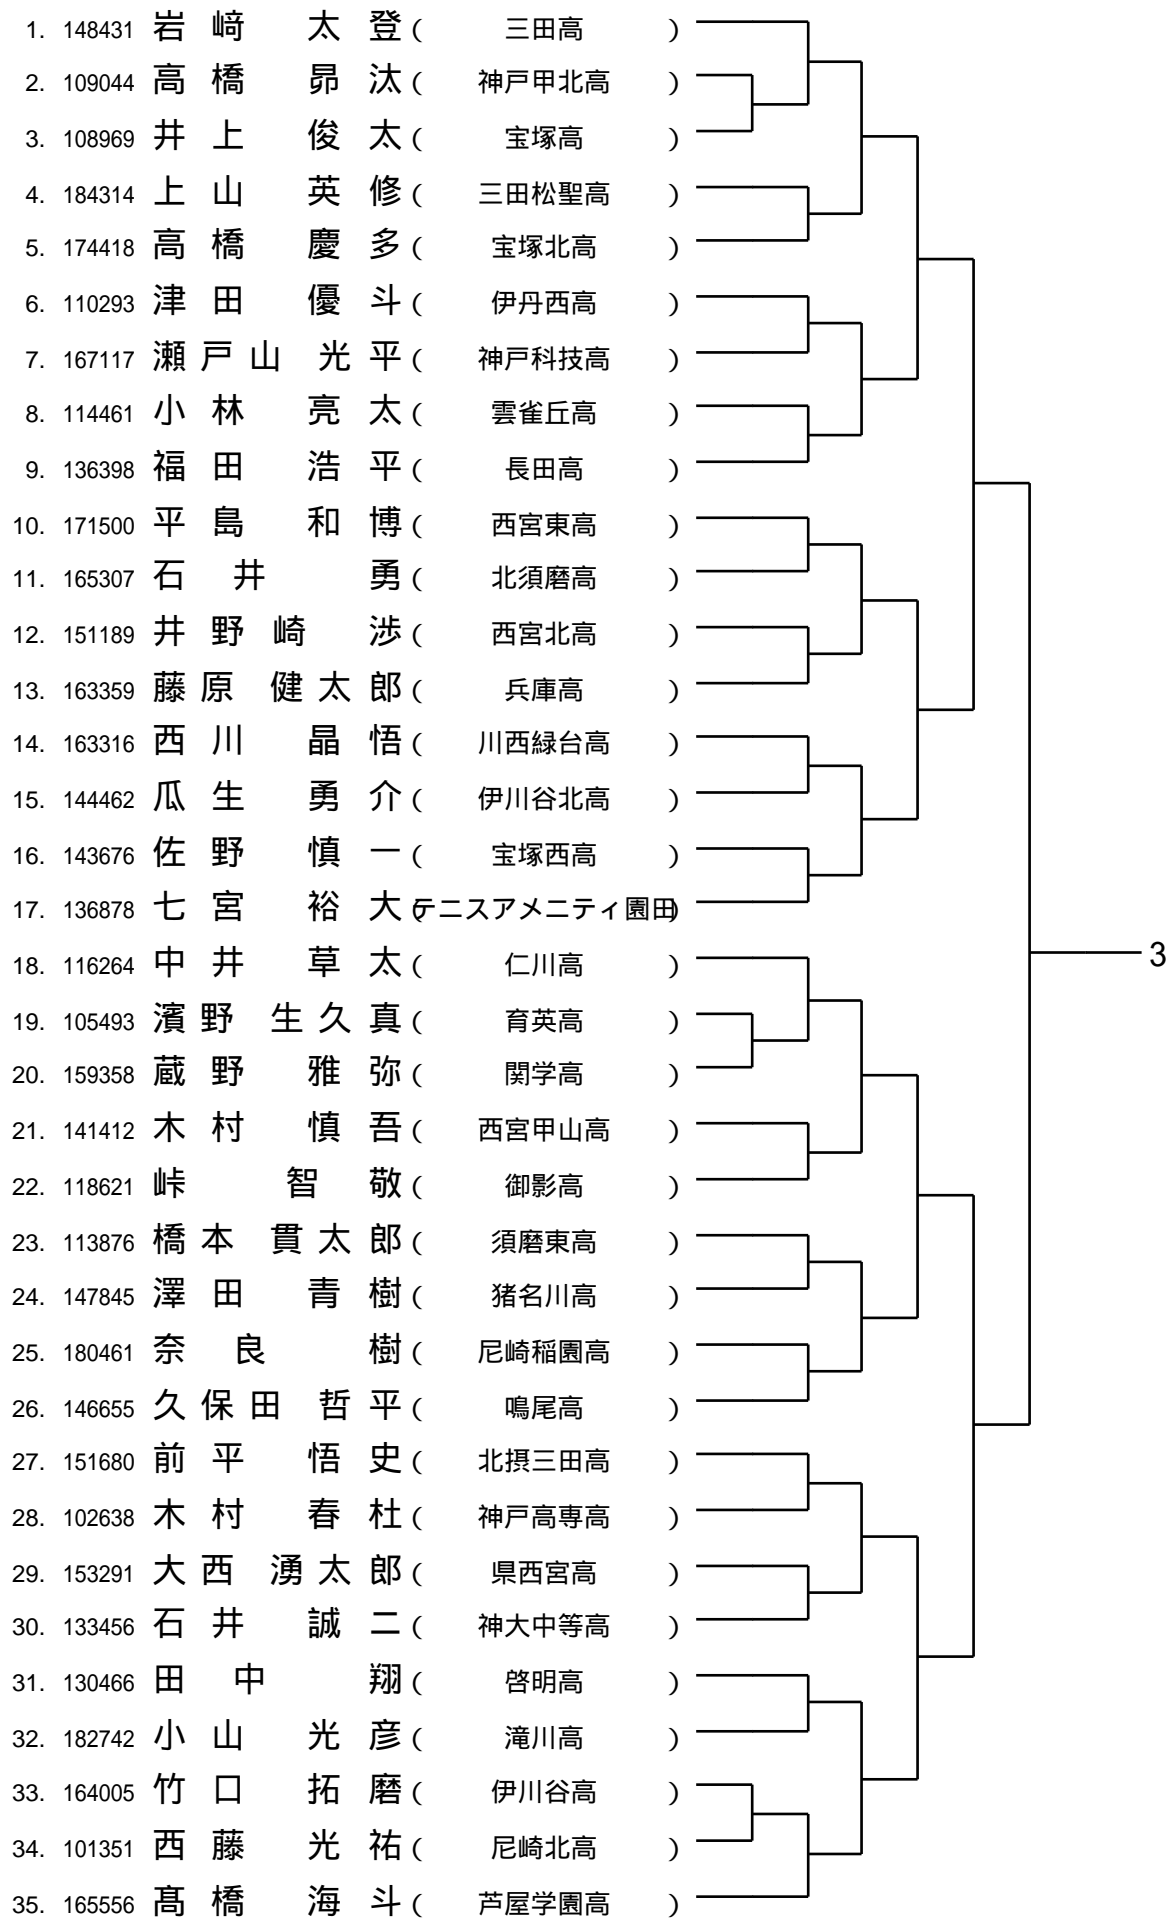 1. 148431 岩﨑 太登 ( 三田高 )
2. 109044 高橋 昴汰 ( 神戸甲北高 )
3. 108969 井上 俊太 ( 宝塚高 )
4. 184314 上山 英修 ( 三田松聖高 )
5. 174418 高橋 慶多 ( 宝塚北高 )
6. 110293 津田 優斗 ( 伊丹西高 )
7. 167117 瀬戸山 光平 ( 神戸科技高 )
8. 114461 小林 亮太 ( 雲雀丘高 )
9. 136398 福田 浩平 ( 長田高 )
10. 171500 平島 和博 ( 西宮東高 )
11. 165307 石井 勇 ( 北須磨高 )
12. 151189 井野崎 渉 ( 西宮北高 )
13. 163359 藤原 健太郎 ( 兵庫高 )
14. 163316 西川 晶悟 ( 川西緑台高 )
15. 144462 瓜生 勇介 ( 伊川谷北高 )
16. 143676 佐野 慎一 ( 宝塚西高 )
17. 136878 七宮 裕大 (テニスアメニティ園田)
18. 116264 中井 草太 ( 仁川高 )
3
19. 105493 濱野 生久真 ( 育英高 )
20. 159358 蔵野 雅弥 ( 関学高 )
21. 141412 木村 慎吾 ( 西宮甲山高 )
22. 118621 峠 智敬 ( 御影高 )
23. 113876 橋本 貫太郎 ( 須磨東高 )
24. 147845 澤田 青樹 ( 猪名川高 )
25. 180461 奈良 樹 ( 尼崎稲園高 )
26. 146655 久保田 哲平 ( 鳴尾高 )
27. 151680 前平 悟史 ( 北摂三田高 )
28. 102638 木村 春杜 ( 神戸高専高 )
29. 153291 大西 湧太郎 ( 県西宮高 )
30. 133456 石井 誠二 ( 神大中等高 )
31. 130466 田中 翔 ( 啓明高 )
32. 182742 小山 光彦 ( 滝川高 )
33. 164005 竹口 拓磨 ( 伊川谷高 )
34. 101351 西藤 光祐 ( 尼崎北高 )
35. 165556 髙橋 海斗 ( 芦屋学園高 )